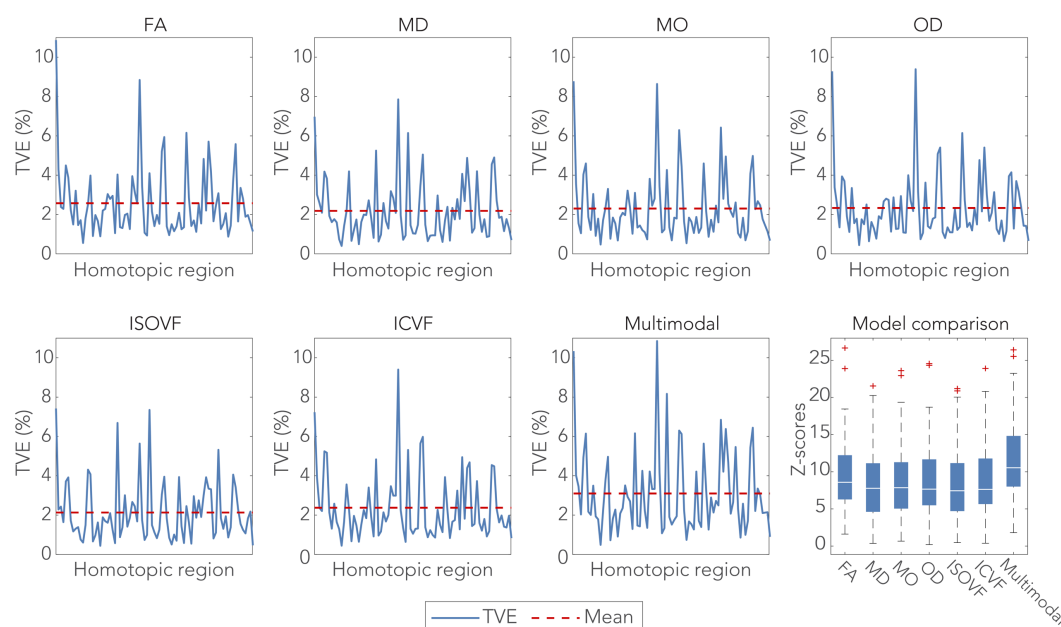 FA MD MO OD
TVE (%) 10 8 6 4 2 0
TVE (%) 10 8 6 4 2 0
TVE (%) 10 8 6 4 2 0
TVE (%) 10 8 6 4 2 0
Homotopic region Homotopic region Homotopic region Homotopic region
ISOVF ICVF Multimodal Model comparison
TVE (%) 10 8 6 4 2 0
TVE (%) 10 8 6 4 2 0
TVE (%) 10 8 6 4 2 0
Z-scores 25 20 15 10 5 0
Homotopic region Homotopic region Homotopic region
FA MD MO OD ISOVF ICVF Multimodal
TVE Mean